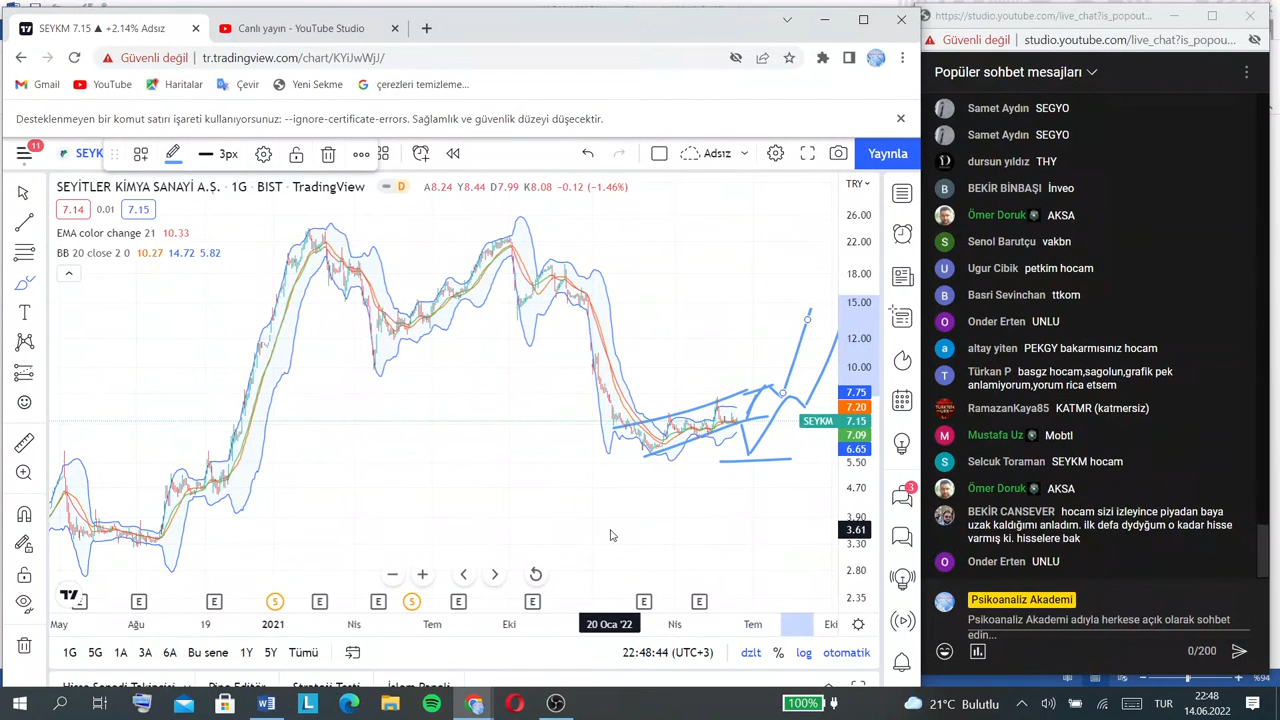 SEYKM 7.15 ▲ +2.14% Adsız
Canlı yayın - YouTube Studio
Güvenli değil
tr.tradingview.com/chart/KYiJwWjJ/
Gmail
YouTube
Haritalar
Çevir
Yeni Sekme
çerezleri temizleme...
Desteklenmeyen bir komut satırı işareti kullanıyorsunuz: --ignore-certificate-errors. Sağlamlık ve güvenlik düzeyi düşecektir.
11
SEYK
3px
Adsız
Yayınla
SEYİTLER KİMYA SANAYİ A.Ş. · 1G · BIST · TradingView
D
A8.24 Y8.44 D7.99 K8.08 −0.12 (−1.46%)
TRY
7.14
0.01
7.15
EMA color change 21 10.33
BB 20 close 2 0 10.27 14.72 5.82
26.00
22.00
18.00
15.00
12.00
10.00
7.75
7.20
SEYKM 7.15
7.09
6.65
5.50
4.70
3.90
3.61
3.30
2.80
2.35
E
E
E
S
E
E
S
E
E
E
E
May
Ağu
19
2021
Nis
Tem
Eki
20 Oca '22
Nis
Tem
Eki
1G
5G
1A
3A
6A
Bu sene
1Y
5Y
Tümü
22:48:44 (UTC+3)
dzlt
%
log
otomatik
3
https://studio.youtube.com/live_chat?is_popout...
Güvenli değil
studio.youtube.com/live_chat?is_popou...
Popüler sohbet mesajları
Samet Aydın SEGYO
Samet Aydın SEGYO
dursun yıldız THY
BEKİR BİNBAŞI İnveo
Ömer Doruk AKSA
Senol Barutçu vakbn
Ugur Cibik petkim hocam
Basri Sevinchan ttkom
Onder Erten UNLU
altay yiten PEKGY bakarmısınız hocam
Türkan P basgz hocam,sagolun,grafik pek
anlamiyorum,yorum rica etsem
RamazanKaya85 KATMR (katmersiz)
Mustafa Uz Mobtl
Selcuk Toraman SEYKM hocam
Ömer Doruk AKSA
BEKİR CANSEVER hocam sizi izleyince piyadan baya
uzak kaldığımı anladım. ilk defa dydyğum o kadar hisse
varmış ki. hisselere bak
Onder Erten UNLU
Psikoanaliz Akademi
Psikoanaliz Akademi adıyla herkese açık olarak sohbet
edin...
0/200
%94
100%
21°C Bulutlu
TUR
22:48
14.06.2022